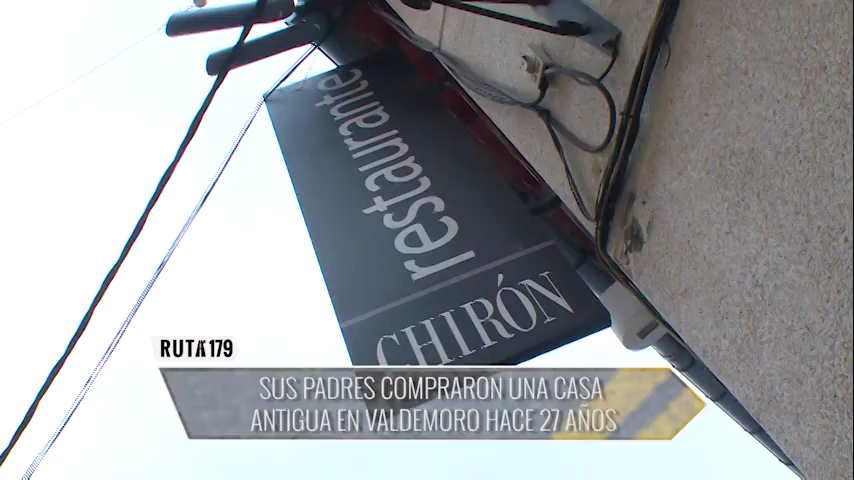 restaurante
CHIRÓN
RUTA 179
SUS PADRES COMPRARON UNA CASA
ANTIGUA EN VALDEMORO HACE 27 AÑOS